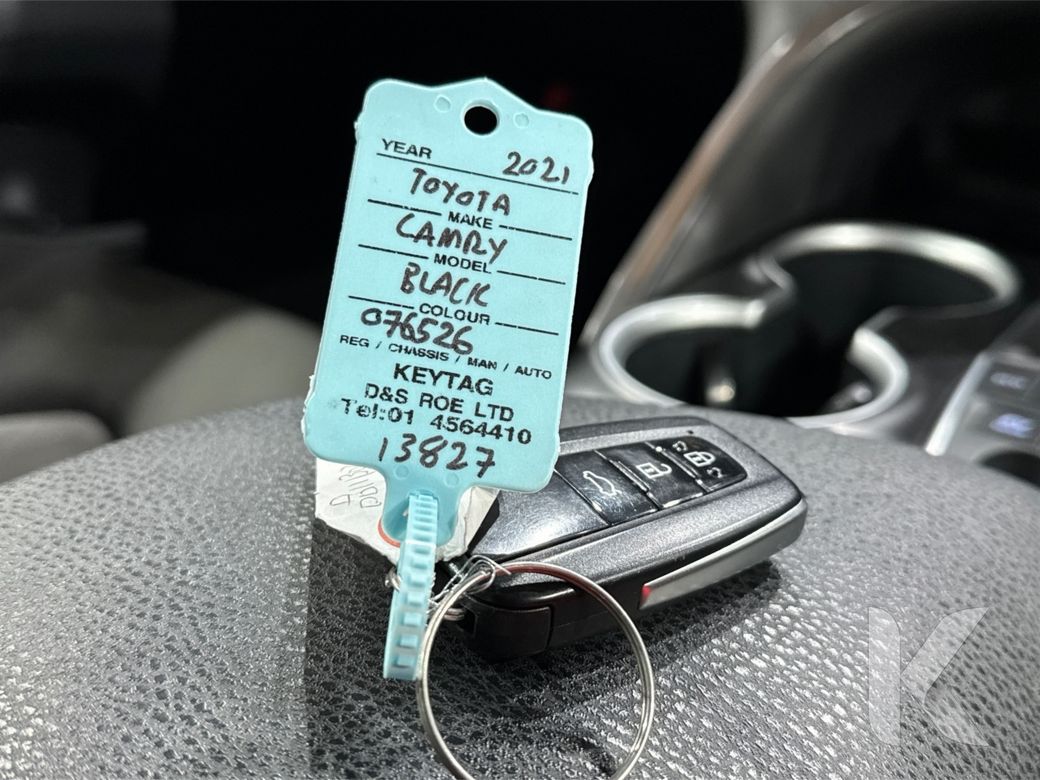 YEAR 2021
TOYOTA
MAKE
CAMRY
MODEL
BLACK
COLOUR
076526
REG / CHASSIS / MAN / AUTO
KEYTAG
D&S ROE LTD
Tel:01 4564410
13827
K